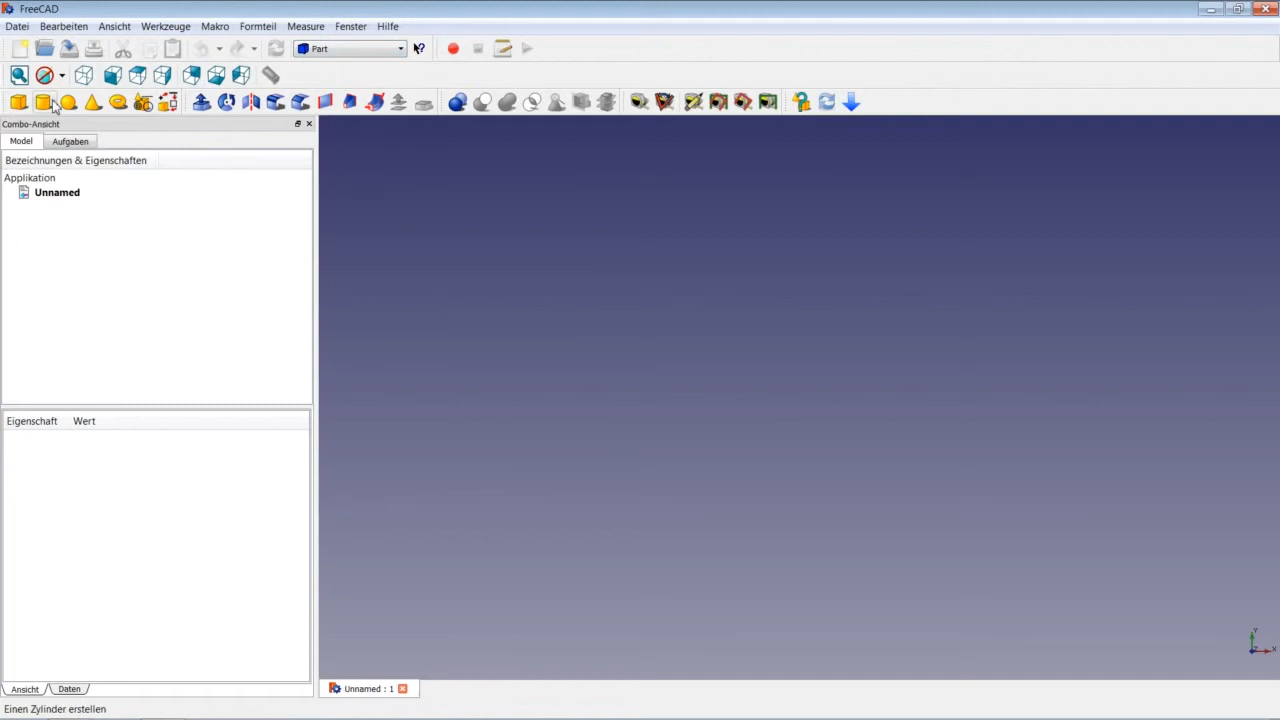 FreeCAD
Datei Bearbeiten Ansicht Werkzeuge Makro Formteil Measure Fenster Hilfe
Part
Combo-Ansicht
Model Aufgaben
Bezeichnungen & Eigenschaften
Applikation
Unnamed
Eigenschaft Wert
Y
X
Z
Ansicht Daten
Unnamed : 1
Einen Zylinder erstellen